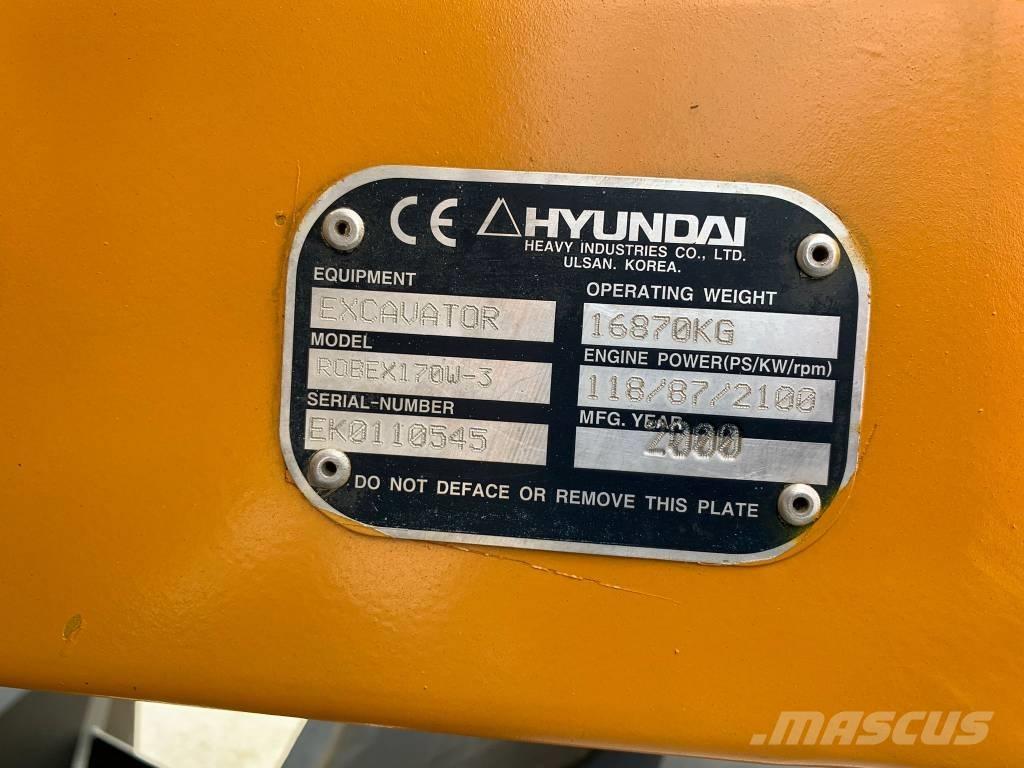 CE HYUNDAI
HEAVY INDUSTRIES CO., LTD.
ULSAN. KOREA.
EQUIPMENT
EXCAVATOR
MODEL
ROBEX170W-3
SERIAL-NUMBER
EK0110545
OPERATING WEIGHT
16870KG
ENGINE POWER(PS/KW/rpm)
118/87/2100
MFG. YEAR
2000
DO NOT DEFACE OR REMOVE THIS PLATE
MASCUS